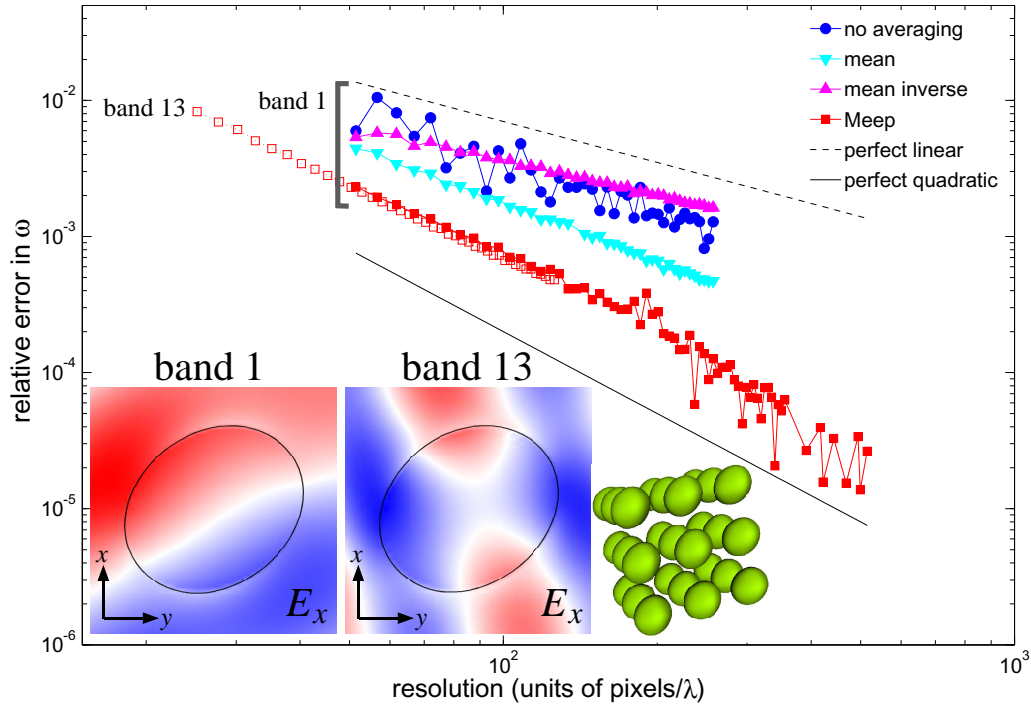 no averaging
mean
mean inverse
Meep
perfect linear
perfect quadratic
band 13
band 1
10^-2
10^-3
10^-4
10^-5
10^-6
relative error in ω
band 1
band 13
x
y
E_x
x
y
E_x
10^2
10^3
resolution (units of pixels/λ)